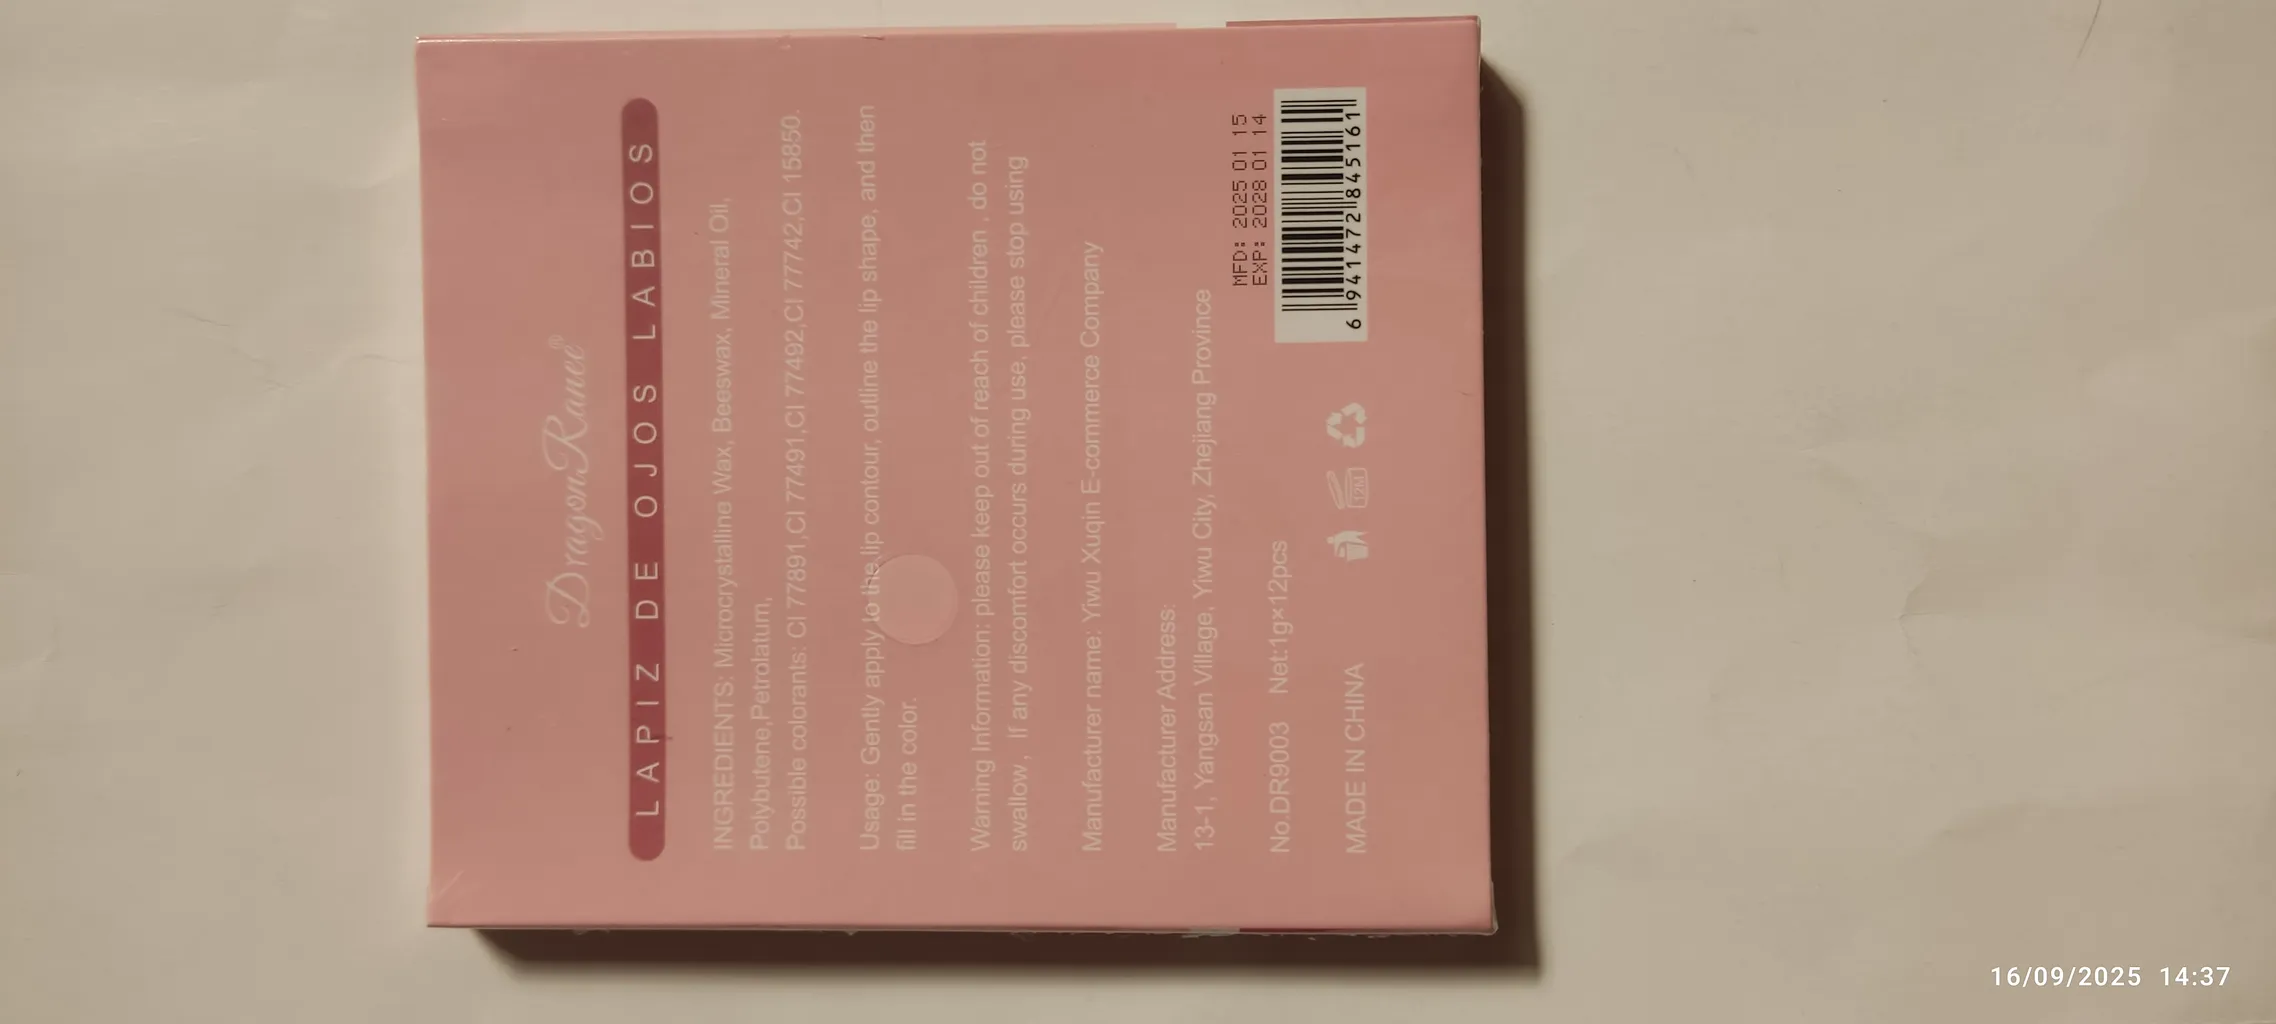 DragonRanee®
LAPIZ DE OJOS LABIOS
INGREDIENTS: Microcrystalline Wax, Beeswax, Mineral Oil,
Polybutene,Petrolatum,
Possible colorants: CI 77891,CI 77491,CI 77492,CI 77742,CI 15850.
Usage: Gently apply to the lip contour, outline the lip shape, and then
fill in the color.
Warning Information: please keep out of reach of children , do not
swallow, If any discomfort occurs during use, please stop using
Manufacturer name: Yiwu Xuqin E-commerce Company
Manufacturer Address:
13-1, Yangsan Village, Yiwu City, Zhejiang Province
MFD: 2025 01 15
EXP: 2028 01 14
No.DR9003 Net:1g×12pcs
MADE IN CHINA
12M
6 941472 845161
16/09/2025 14:37